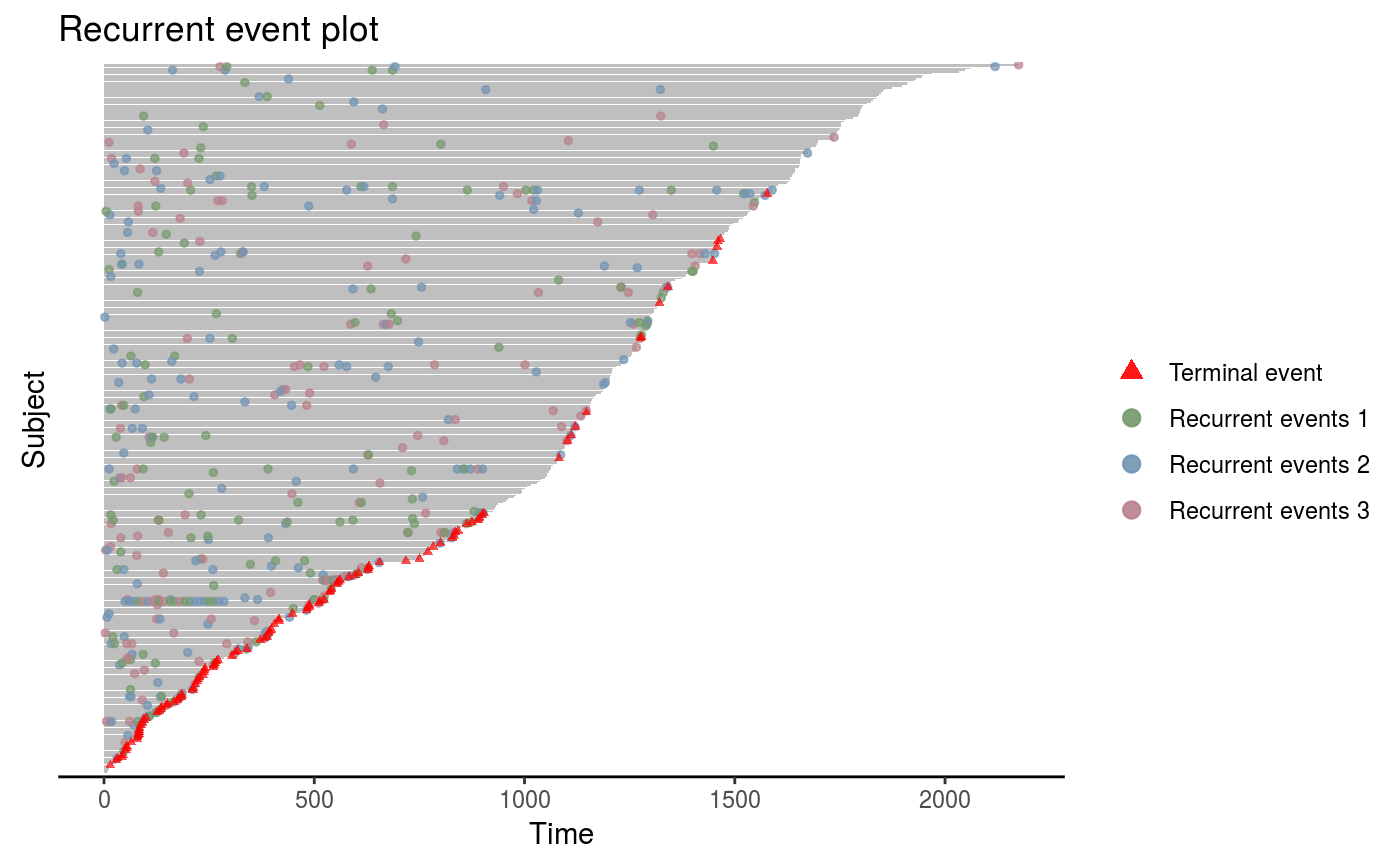 Recurrent event plot
Subject
Terminal event
Recurrent events 1
Recurrent events 2
Recurrent events 3
0 500 1000 1500 2000
Time